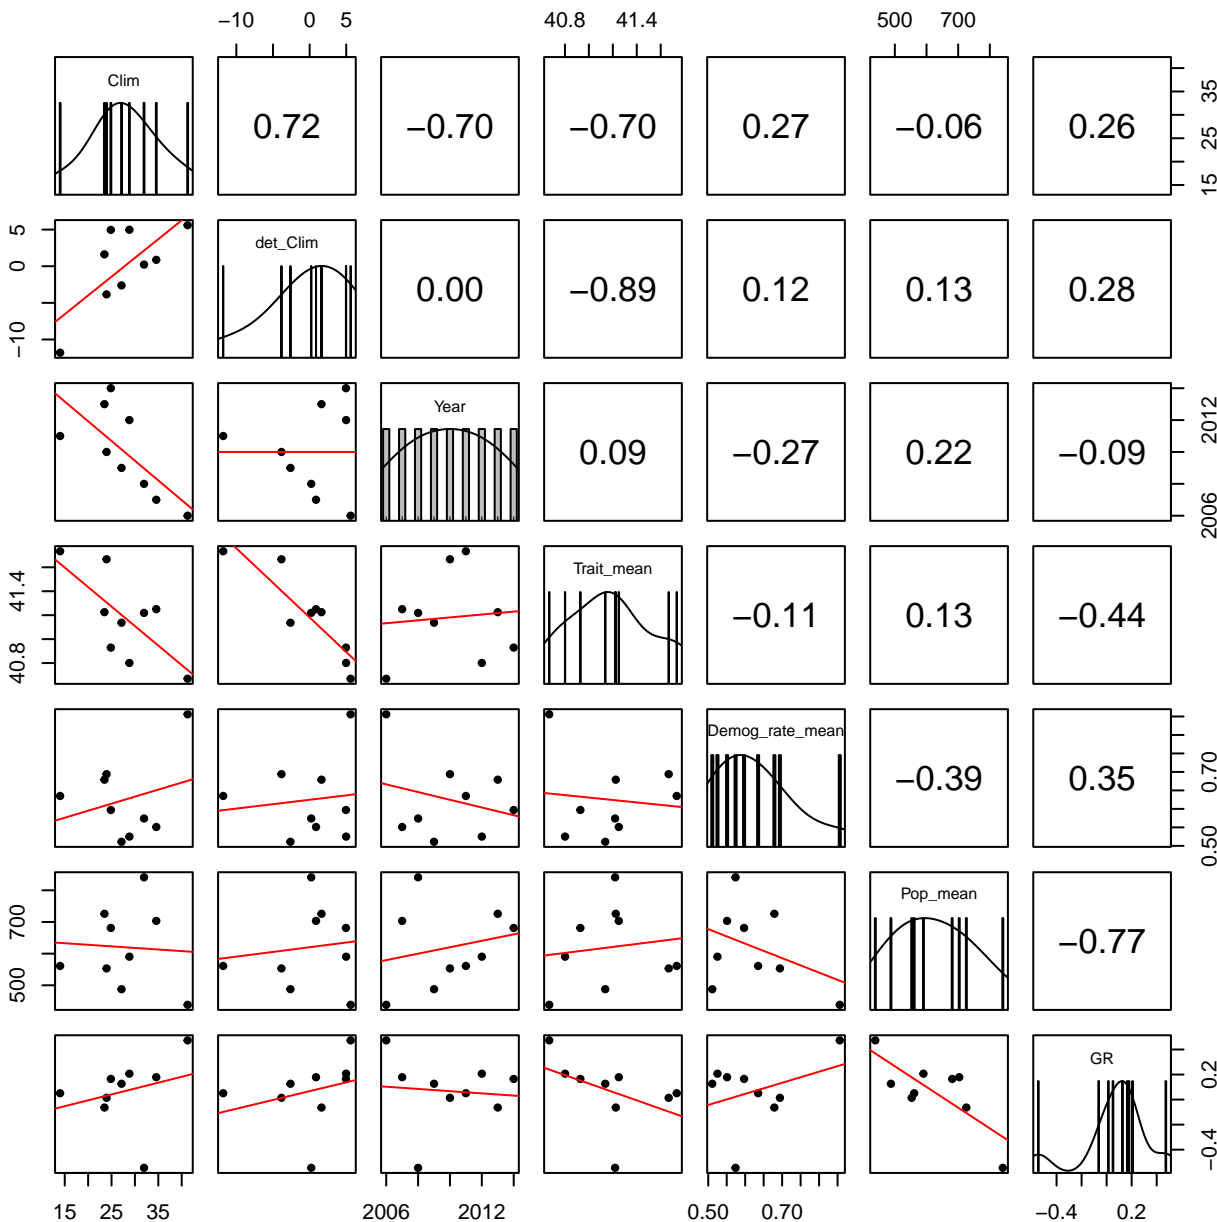 −10 0 5 40.8 41.4 500 700
Clim 0.72 −0.70 −0.70 0.27 −0.06 0.26 15 25 35
−10 0 5 det_Clim 0.00 −0.89 0.12 0.13 0.28
Year 0.09 −0.27 0.22 −0.09 2006 2012
40.8 41.4 Trait_mean −0.11 0.13 −0.44
Demog_rate_mean −0.39 0.35 0.50 0.70
500 700 Pop_mean −0.77
GR −0.4 0.2
15 25 35 2006 2012 0.50 0.70 −0.4 0.2